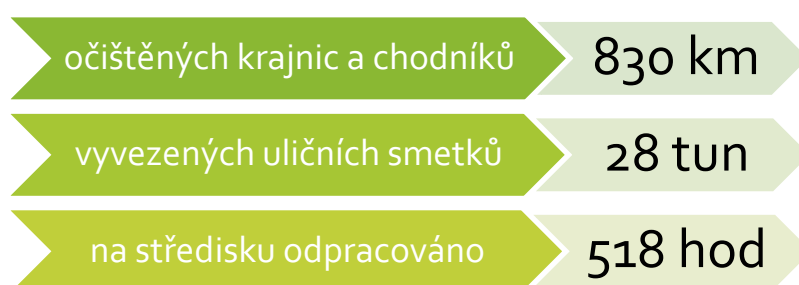 očištěných krajnic a chodníků 830 km
vyvezených uličních smetků 28 tun
na středisku odpracováno 518 hod